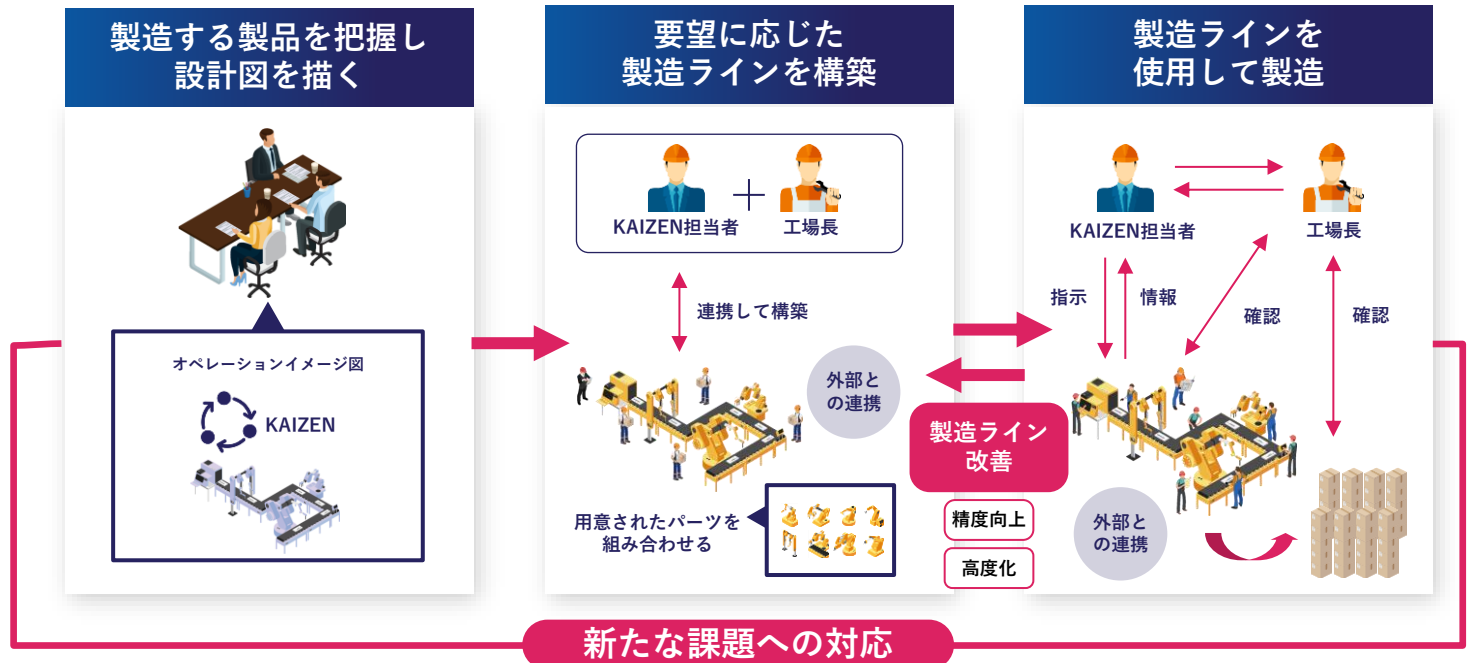 製造する製品を把握し
設計図を描く
オペレーションイメージ図
KAIZEN
要望に応じた
製造ラインを構築
KAIZEN担当者
工場長
連携して構築
外部と
の連携
用意されたパーツを
組み合わせる
製造ライン
改善
精度向上
高度化
製造ラインを
使用して製造
KAIZEN担当者
工場長
指示
情報
確認
確認
外部と
の連携
新たな課題への対応